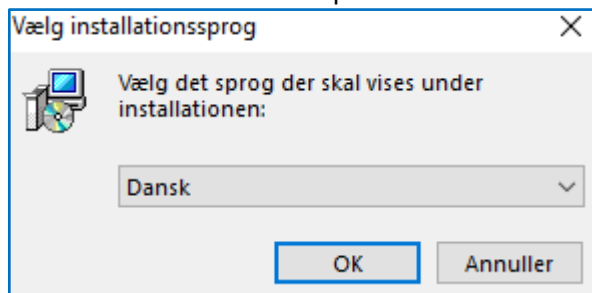 Vælg installationssprog
Vælg det sprog der skal vises under
installationen:
Dansk
OK
Annuller